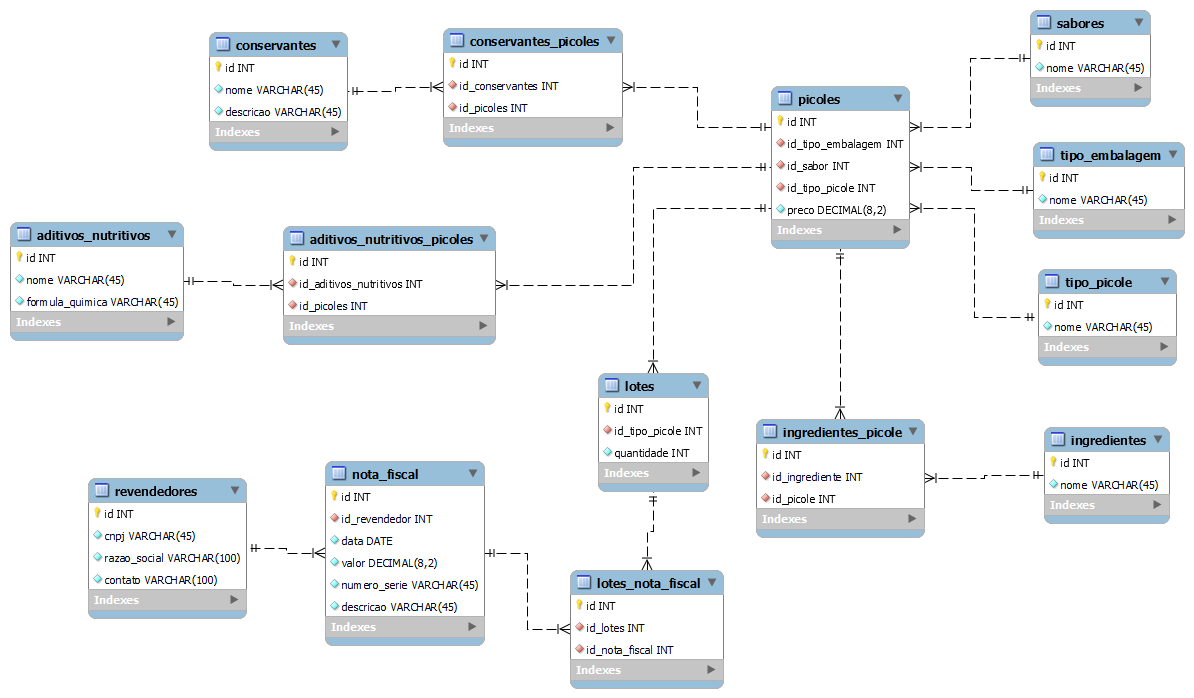 conservantes
id INT
nome VARCHAR(45)
descricao VARCHAR(45)
Indexes
conservantes_picoles
id INT
id_conservantes INT
id_picoles INT
Indexes
sabores
id INT
nome VARCHAR(45)
Indexes
picoles
id INT
id_tipo_embalagem INT
id_sabor INT
id_tipo_picole INT
preco DECIMAL(8,2)
Indexes
tipo_embalagem
id INT
nome VARCHAR(45)
Indexes
aditivos_nutritivos
id INT
nome VARCHAR(45)
formula_quimica VARCHAR(45)
Indexes
aditivos_nutritivos_picoles
id INT
id_aditivos_nutritivos INT
id_picoles INT
Indexes
tipo_picole
id INT
nome VARCHAR(45)
Indexes
lotes
id INT
id_tipo_picole INT
quantidade INT
Indexes
ingredientes_picole
id INT
id_ingrediente INT
id_picole INT
Indexes
ingredientes
id INT
nome VARCHAR(45)
Indexes
revendedores
id INT
cnpj VARCHAR(45)
razao_social VARCHAR(100)
contato VARCHAR(100)
Indexes
nota_fiscal
id INT
id_revendedor INT
data DATE
valor DECIMAL(8,2)
numero_serie VARCHAR(45)
descricao VARCHAR(45)
Indexes
lotes_nota_fiscal
id INT
id_lotes INT
id_nota_fiscal INT
Indexes